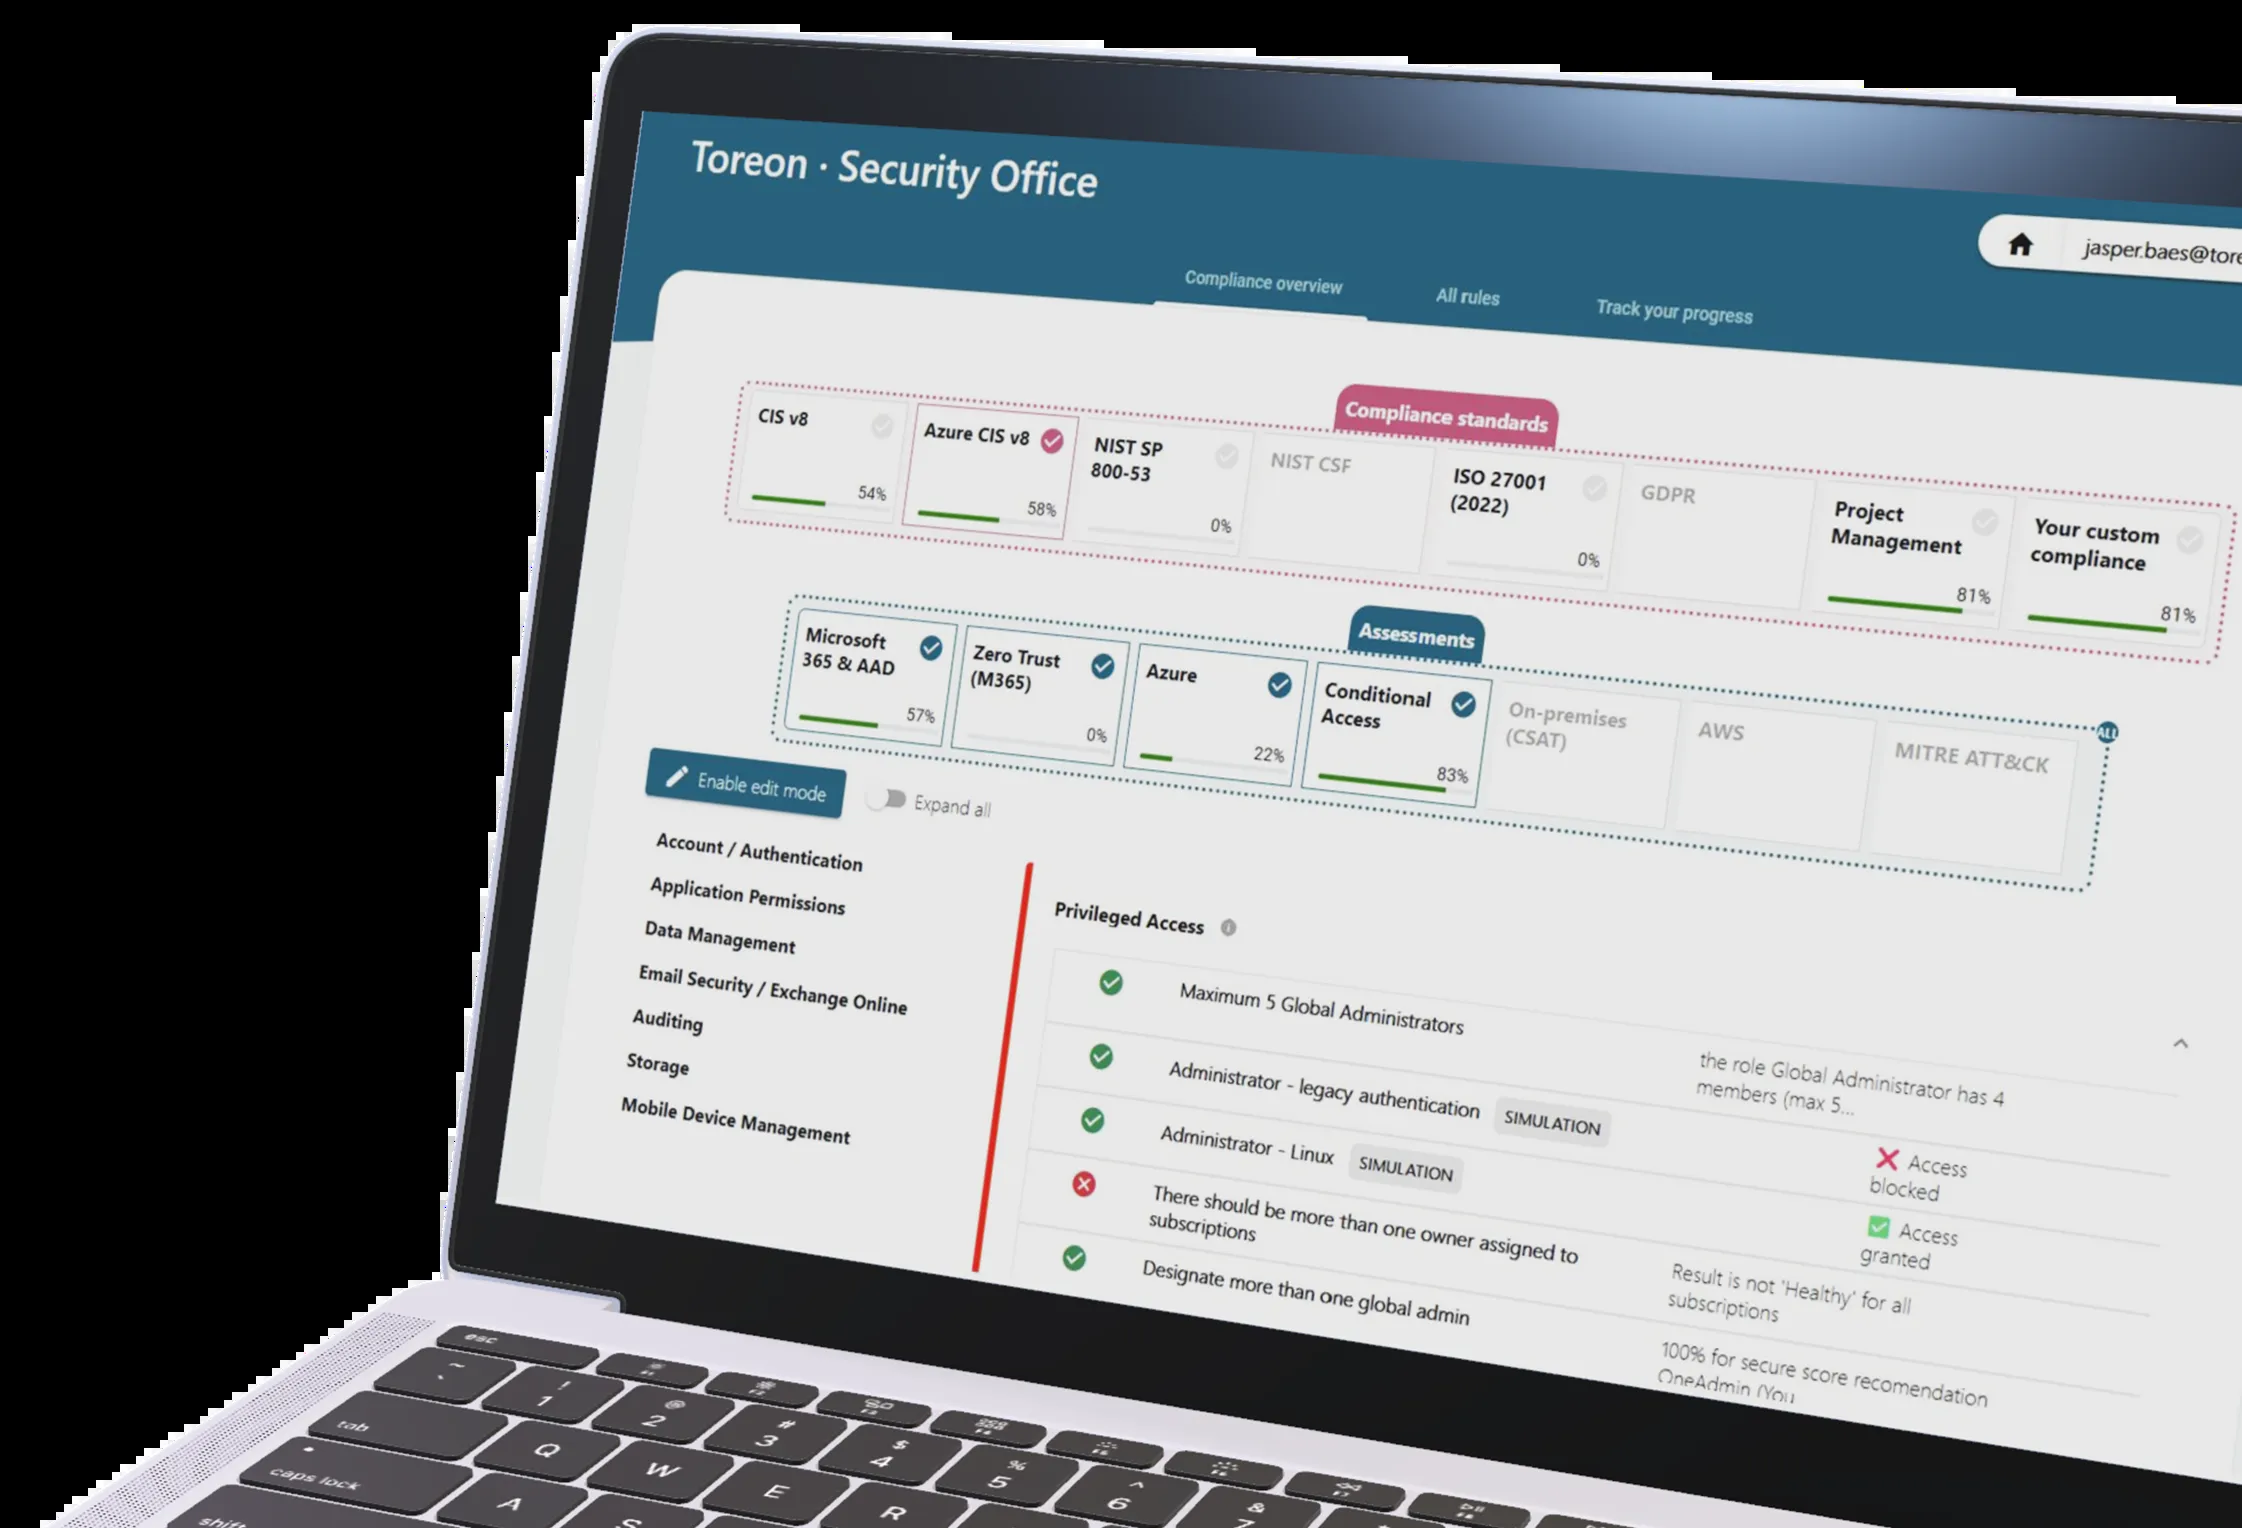 Toreon · Security Office
jasper.baes@tore
Compliance overview
All rules
Track your progress
Compliance standards
CIS v8
54%
Azure CIS v8
58%
NIST SP
800-53
0%
NIST CSF
ISO 27001
(2022)
0%
GDPR
Project
Management
81%
Your custom
compliance
81%
Assessments
Microsoft
365 & AAD
57%
Zero Trust
(M365)
0%
Azure
22%
Conditional
Access
83%
On-premises
(CSAT)
AWS
MITRE ATT&CK
ALL
Enable edit mode
Expand all
Account / Authentication
Application Permissions
Data Management
Email Security / Exchange Online
Auditing
Storage
Mobile Device Management
Privileged Access
Maximum 5 Global Administrators
the role Global Administrator has 4
members (max 5...
Administrator - legacy authentication SIMULATION
Access
blocked
Administrator - Linux SIMULATION
Access
granted
There should be more than one owner assigned to
subscriptions
Result is not 'Healthy' for all
subscriptions
Designate more than one global admin
100% for secure score recomendation
OneAdmin (You
esc
~ ! 1 @ 2 # 3 $ 4 % 5 ^ 6 & 7
tab Q W E R
caps lock A S
shift